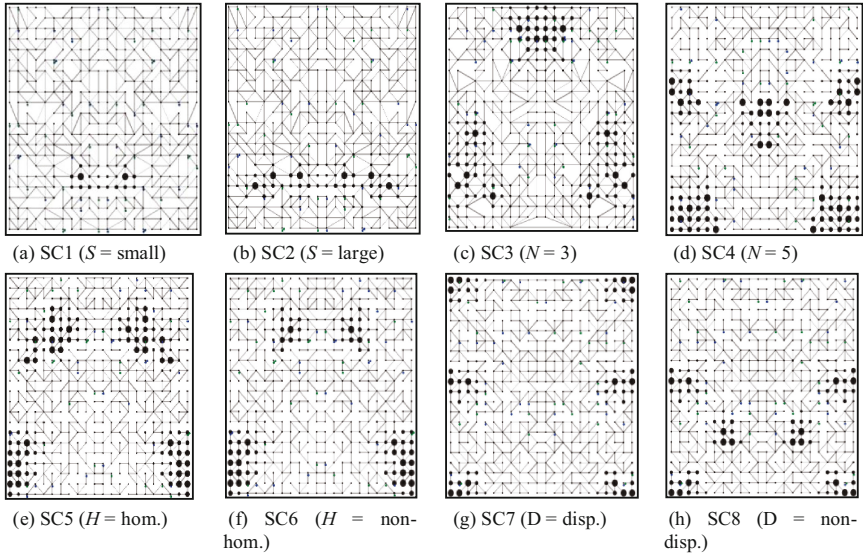 (a) SC1 (S = small)
(b) SC2 (S = large)
(c) SC3 (N = 3)
(d) SC4 (N = 5)
(e) SC5 (H = hom.)
(f) SC6 (H = non-
hom.)
(g) SC7 (D = disp.)
(h) SC8 (D = non-
disp.)